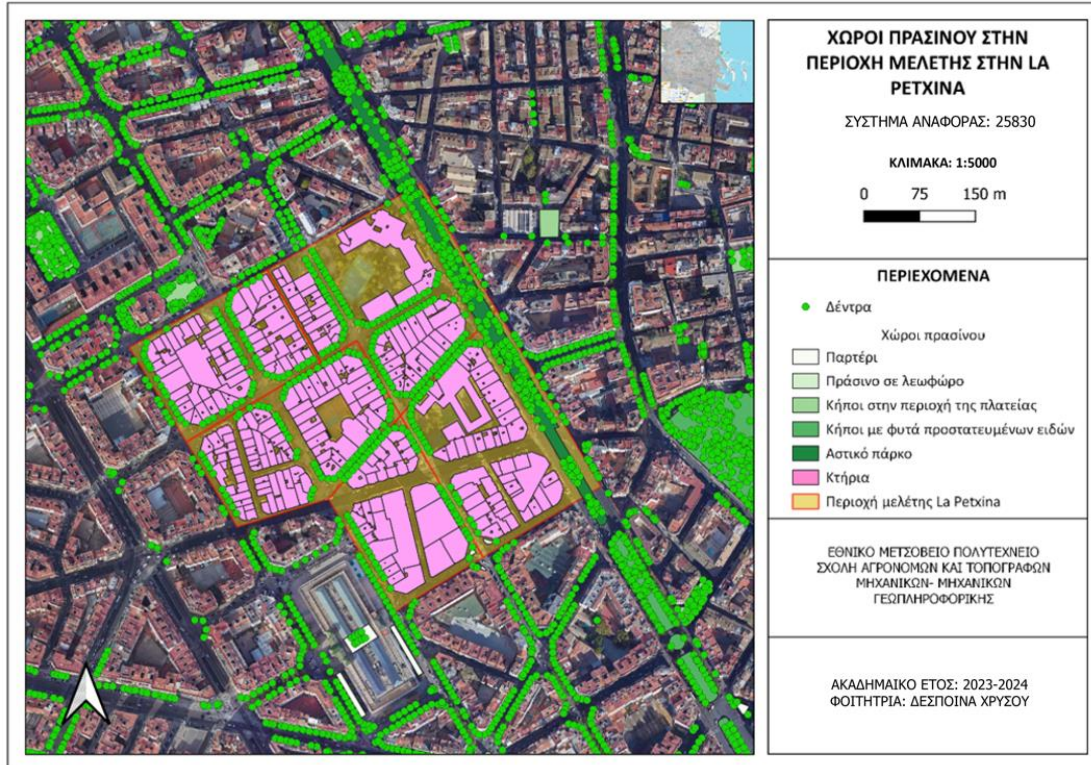 ΧΩΡΟΙ ΠΡΑΣΙΝΟΥ ΣΤΗΝ
ΠΕΡΙΟΧΗ ΜΕΛΕΤΗΣ ΣΤΗΝ LA
PETXINA
ΣΥΣΤΗΜΑ ΑΝΑΦΟΡΑΣ: 25830
ΚΛΙΜΑΚΑ: 1:5000
0 75 150 m
ΠΕΡΙΕΧΟΜΕΝΑ
Δέντρα
Χώροι πρασίνου
Παρτέρι
Πράσινο σε λεωφώρο
Κήποι στην περιοχή της πλατείας
Κήποι με φυτά προστατευμένων ειδών
Αστικό πάρκο
Κτήρια
Περιοχή μελέτης La Petxina
ΕΘΝΙΚΟ ΜΕΤΣΟΒΕΙΟ ΠΟΛΥΤΕΧΝΕΙΟ
ΣΧΟΛΗ ΑΓΡΟΝΟΜΩΝ ΚΑΙ ΤΟΠΟΓΡΑΦΩΝ
ΜΗΧΑΝΙΚΩΝ- ΜΗΧΑΝΙΚΩΝ
ΓΕΩΠΛΗΡΟΦΟΡΙΚΗΣ
ΑΚΑΔΗΜΑΙΚΟ ΕΤΟΣ: 2023-2024
ΦΟΙΤΗΤΡΙΑ: ΔΕΣΠΟΙΝΑ ΧΡΥΣΟΥ